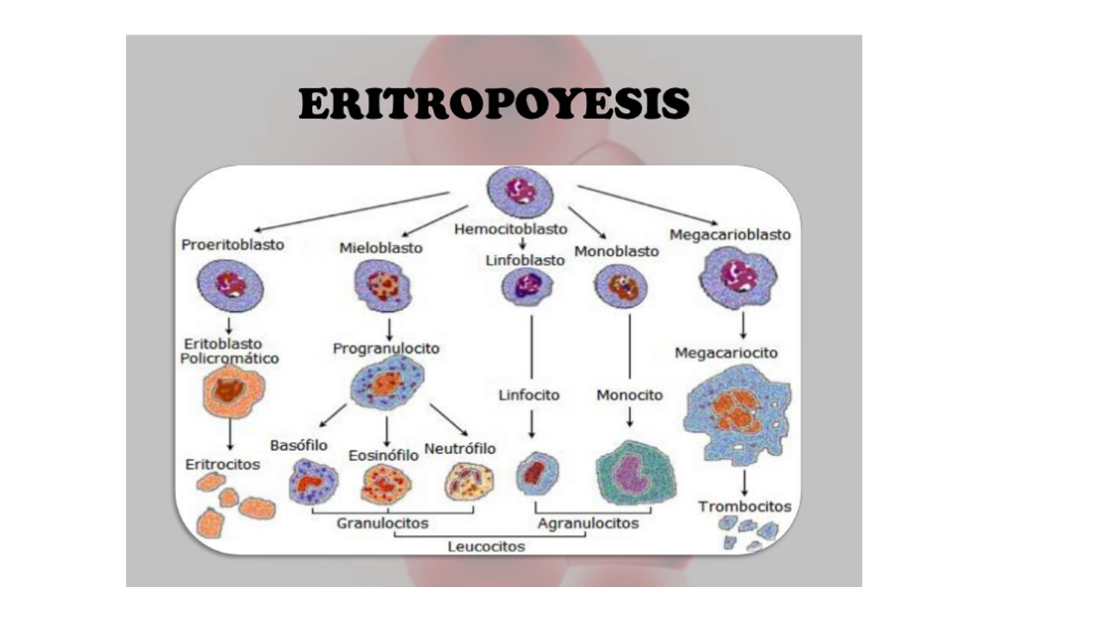 ERITROPOYESIS
Hemocitoblasto
Proeritoblasto
Mieloblasto
Linfoblasto
Monoblasto
Megacarioblasto
Eritoblasto
Policromático
Progranulocito
Linfocito
Monocito
Megacariocito
Eritrocitos
Basófilo
Eosinófilo
Neutrófilo
Trombocitos
Granulocitos
Agranulocitos
Leucocitos